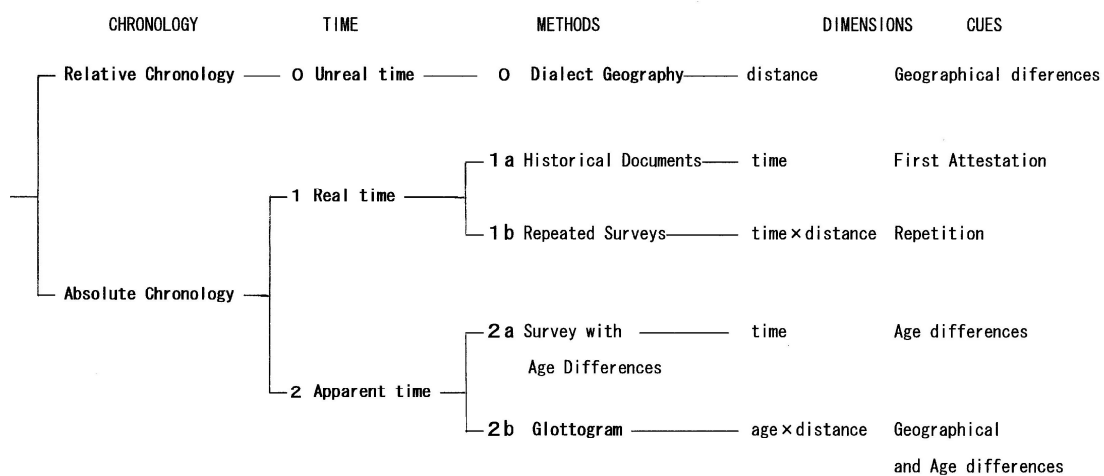 CHRONOLOGY TIME METHODS DIMENSIONS CUES
Relative Chronology 0 Unreal time 0 Dialect Geography distance Geographical diferences
1a Historical Documents time First Attestation
1 Real time
1b Repeated Surveys time×distance Repetition
Absolute Chronology
2a Survey with time Age differences
Age Differences
2 Apparent time
2b Glottogram age×distance Geographical
and Age differences